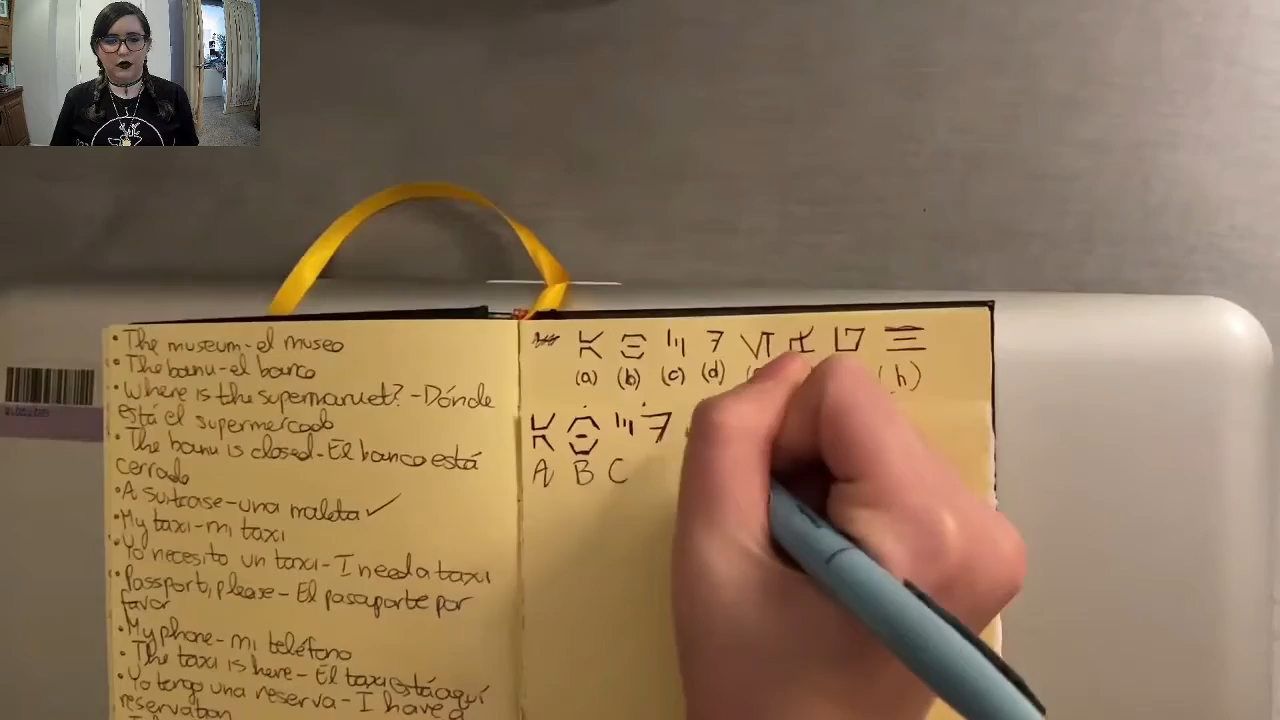 • The museum - el museo
• The banu - el banco
• Where is the supermaruet? - Dónde
está el supermercado
• The banu is closed - El banco está
cerrado
• A suitcase - una maleta ✓
• My taxi - mi taxi
• Yo necesito un taxi - I need a taxi
• Passport, please - El pasaporte por
favor
• My phone - mi teléfono
• The taxi is here - El taxi está aquí
• Yo tengo una reserva - I have a
reservation
(a) (b) (c) (d) (h)
A B C